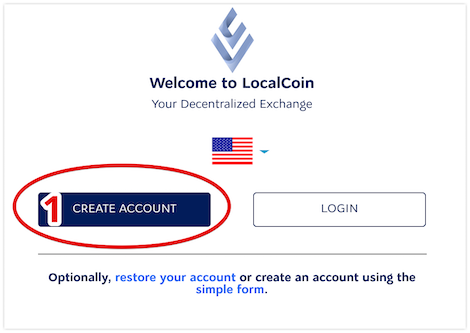 Welcome to LocalCoin
Your Decentralized Exchange
1 CREATE ACCOUNT
LOGIN
Optionally, restore your account or create an account using the
simple form.